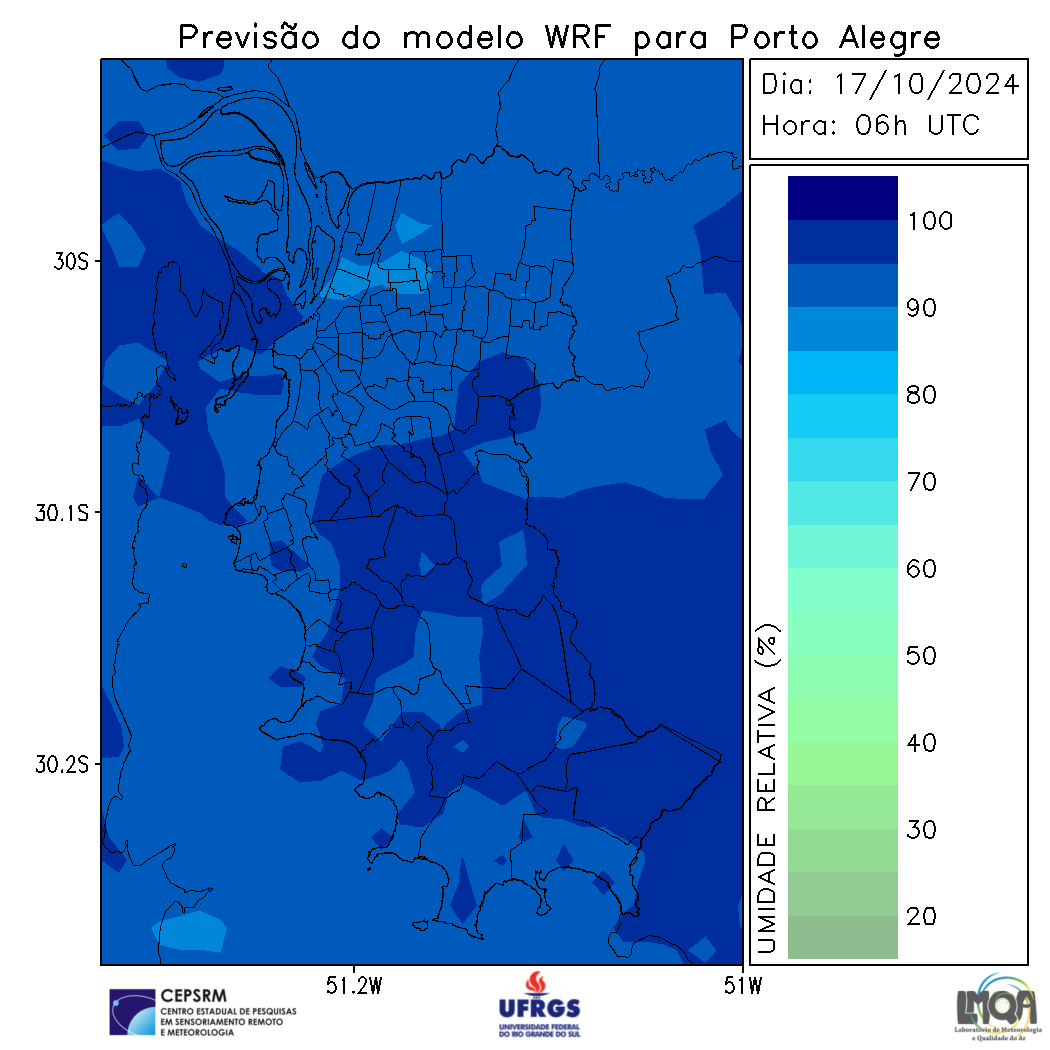 Previsão do modelo WRF para Porto Alegre
Dia: 17/10/2024
Hora: 06h UTC
30S
30.1S
30.2S
51.2W
51W
UMIDADE RELATIVA (%)
100
90
80
70
60
50
40
30
20
CEPSRM
CENTRO ESTADUAL DE PESQUISAS
EM SENSORIAMENTO REMOTO
E METEOROLOGIA
UFRGS
UNIVERSIDADE FEDERAL
DO RIO GRANDE DO SUL
LMQA
Laboratório de Meteorologia
e Qualidade do Ar